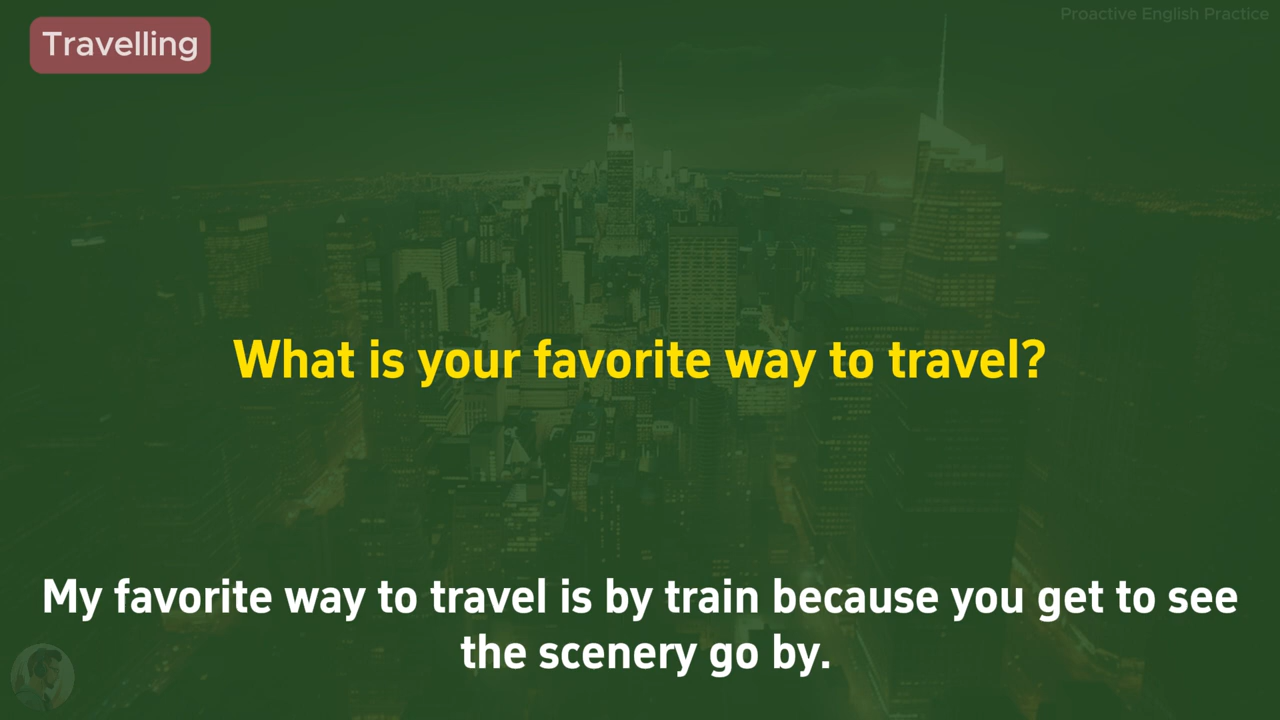 Proactive English Practice
Travelling
What is your favorite way to travel?
My favorite way to travel is by train because you get to see
the scenery go by.